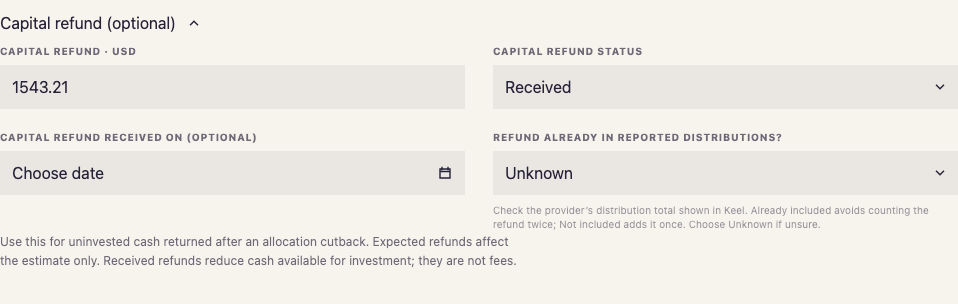 Capital refund (optional)
CAPITAL REFUND · USD
CAPITAL REFUND STATUS
1543.21
Received
CAPITAL REFUND RECEIVED ON (OPTIONAL)
REFUND ALREADY IN REPORTED DISTRIBUTIONS?
Choose date
Unknown
Check the provider's distribution total shown in Keel. Already included avoids counting the
refund twice; Not included adds it once. Choose Unknown if unsure.
Use this for uninvested cash returned after an allocation cutback. Expected refunds affect
the estimate only. Received refunds reduce cash available for investment; they are not fees.